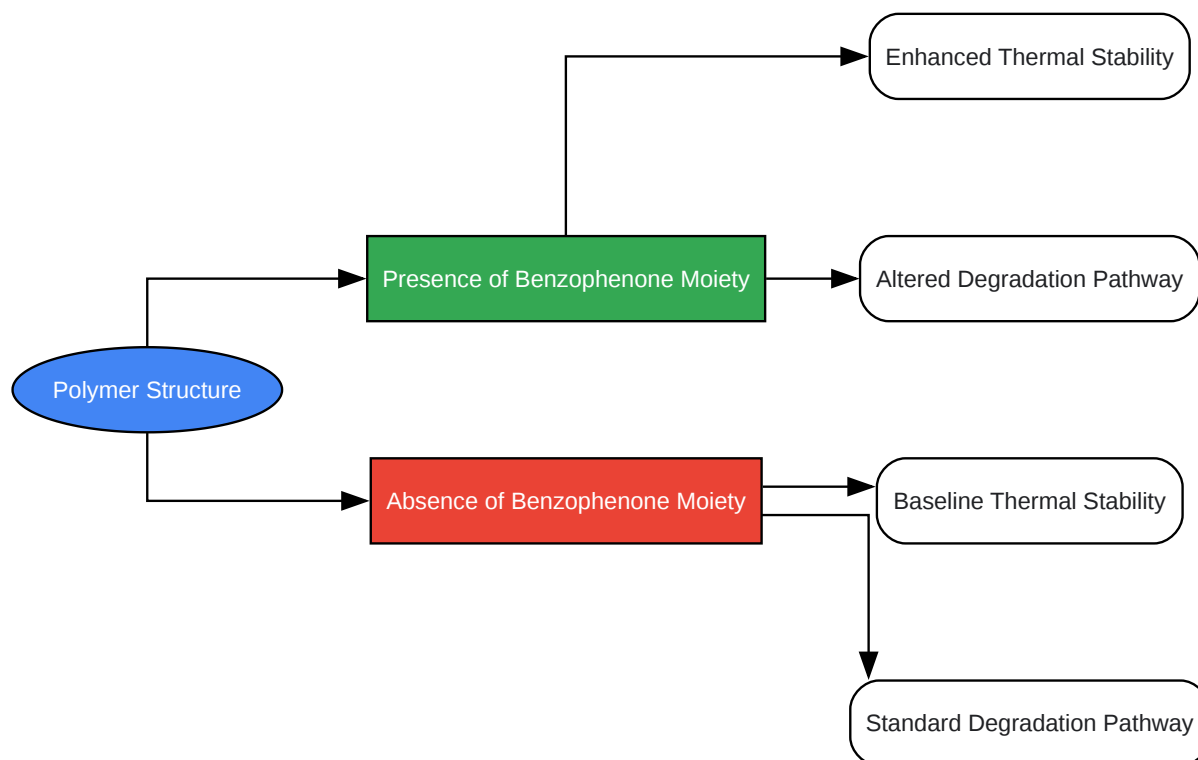 Enhanced Thermal Stability
Presence of Benzophenone Moiety
Altered Degradation Pathway
Polymer Structure
Absence of Benzophenone Moiety
Baseline Thermal Stability
Standard Degradation Pathway